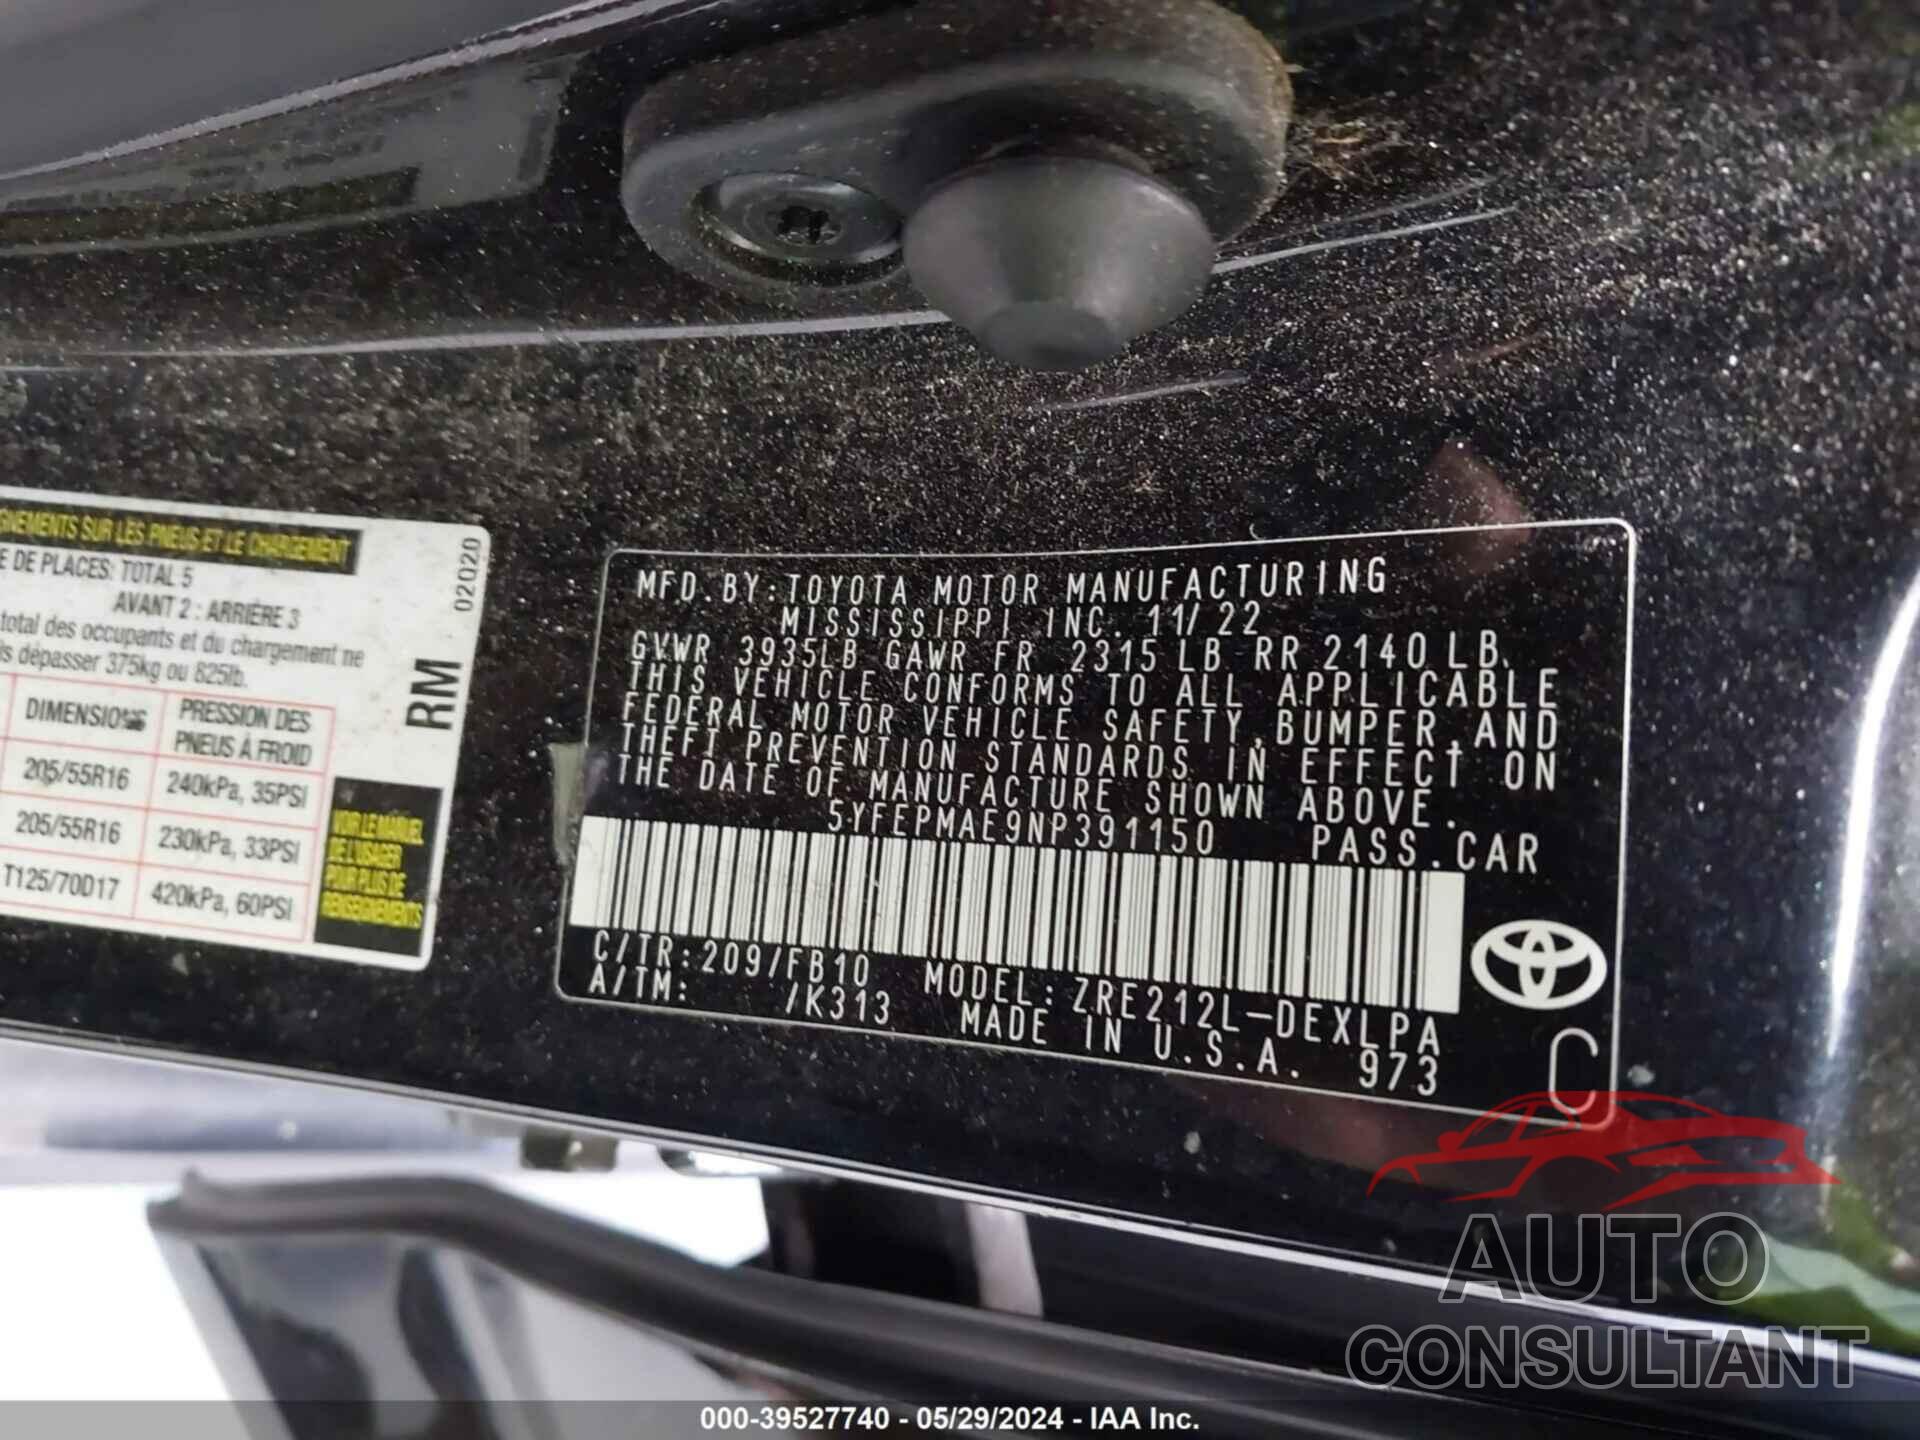 GNEMENTS SUR LES PNEUS ET LE CHARGEMENT
E DE PLACES: TOTAL 5
AVANT 2 : ARRIÈRE 3
total des occupants et du chargement ne
is dépasser 375kg ou 825lb.
02020
RM
DIMENSIONS PRESSION DES PNEUS À FROID
205/55R16 240kPa, 35PSI
205/55R16 230kPa, 33PSI
T125/70D17 420kPa, 60PSI
VOIR LE MANUEL
DE L'USAGER
POUR PLUS DE
RENSEIGNEMENTS
MFD. BY: TOYOTA MOTOR MANUFACTURING
MISSISSIPPI INC. 11/22
GVWR 3935LB GAWR FR 2315LB RR 2140LB.
THIS VEHICLE CONFORMS TO ALL APPLICABLE
FEDERAL MOTOR VEHICLE SAFETY, BUMPER, AND
THEFT PREVENTION STANDARDS IN EFFECT ON
THE DATE OF MANUFACTURE SHOWN ABOVE.
5YFEPMAE9NP391150 PASS.CAR
C/TR: 209/FB10 MODEL: ZRE212L-DEXLPA
A/TM: /K313 MADE IN U.S.A. 973
C
AUTO
CONSULTANT
000-39527740 - 05/29/2024 - IAA Inc.